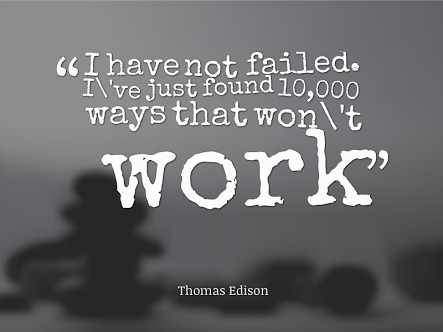 “I have not failed.
I\'ve just found 10,000
ways that won\'t
work”
Thomas Edison